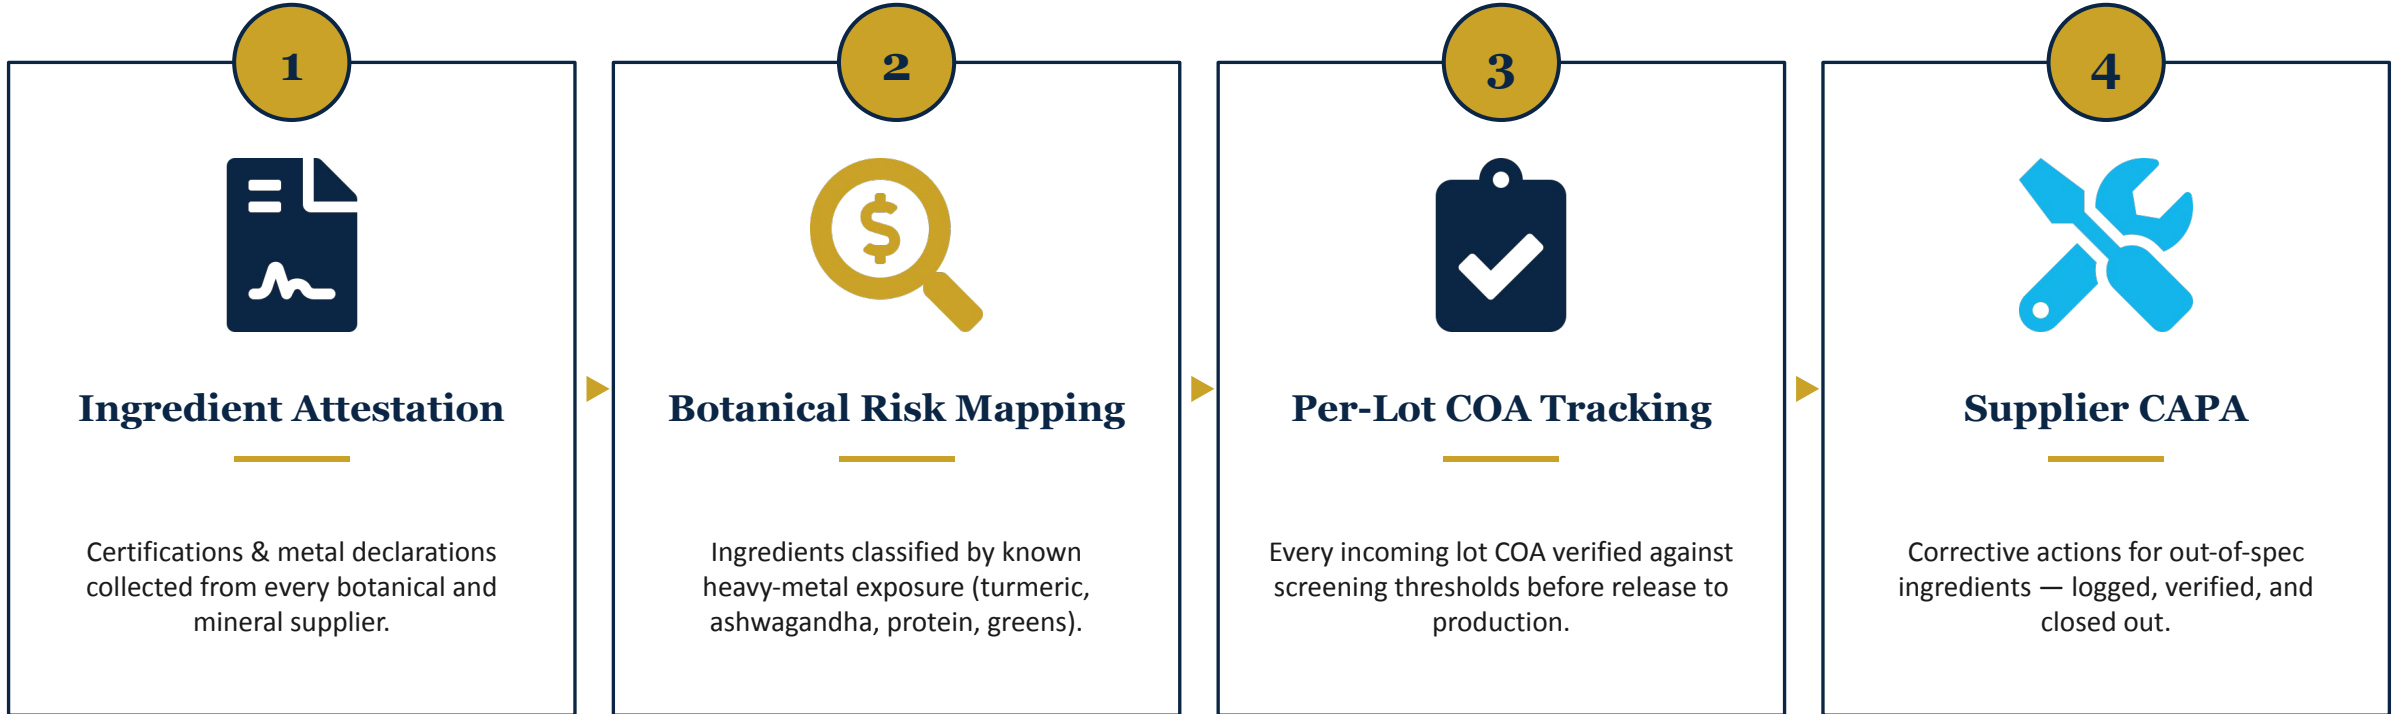 1
Ingredient Attestation
Certifications & metal declarations
collected from every botanical and
mineral supplier.
2
$
Botanical Risk Mapping
Ingredients classified by known
heavy-metal exposure (turmeric,
ashwagandha, protein, greens).
3
Per-Lot COA Tracking
Every incoming lot COA verified against
screening thresholds before release to
production.
4
Supplier CAPA
Corrective actions for out-of-spec
ingredients — logged, verified, and
closed out.